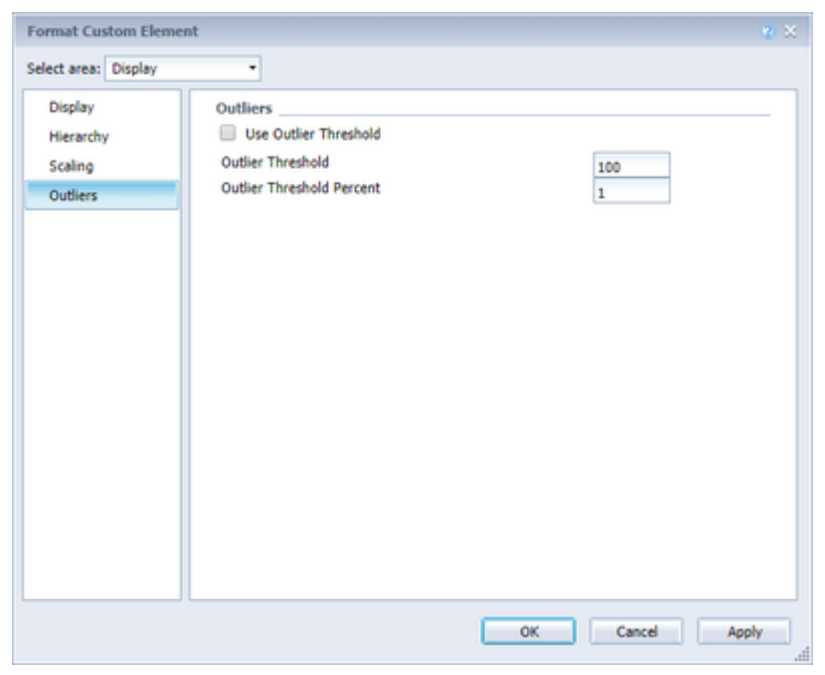 Format Custom Element
Select area: Display
Display
Hierarchy
Scaling
Outliers
Outliers
Use Outlier Threshold
Outlier Threshold 100
Outlier Threshold Percent 1
OK Cancel Apply